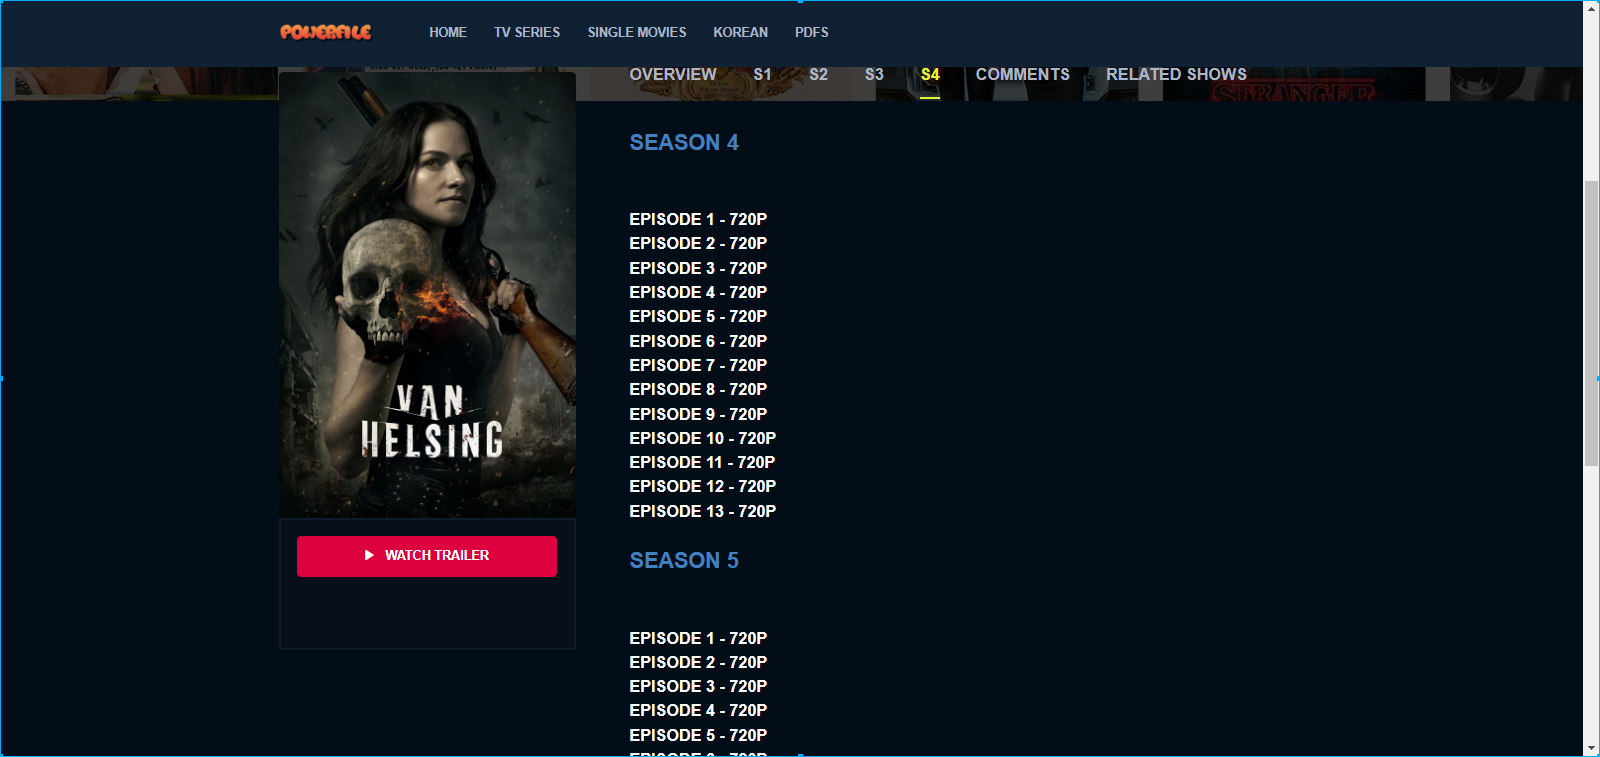 POWERFILE
HOME TV SERIES SINGLE MOVIES KOREAN PDFS
OVERVIEW S1 S2 S3 S4 COMMENTS RELATED SHOWS
STRANGER
SEASON 4
EPISODE 1 - 720P
EPISODE 2 - 720P
EPISODE 3 - 720P
EPISODE 4 - 720P
EPISODE 5 - 720P
EPISODE 6 - 720P
EPISODE 7 - 720P
EPISODE 8 - 720P
EPISODE 9 - 720P
EPISODE 10 - 720P
EPISODE 11 - 720P
EPISODE 12 - 720P
EPISODE 13 - 720P
VAN
HELSING
WATCH TRAILER
SEASON 5
EPISODE 1 - 720P
EPISODE 2 - 720P
EPISODE 3 - 720P
EPISODE 4 - 720P
EPISODE 5 - 720P